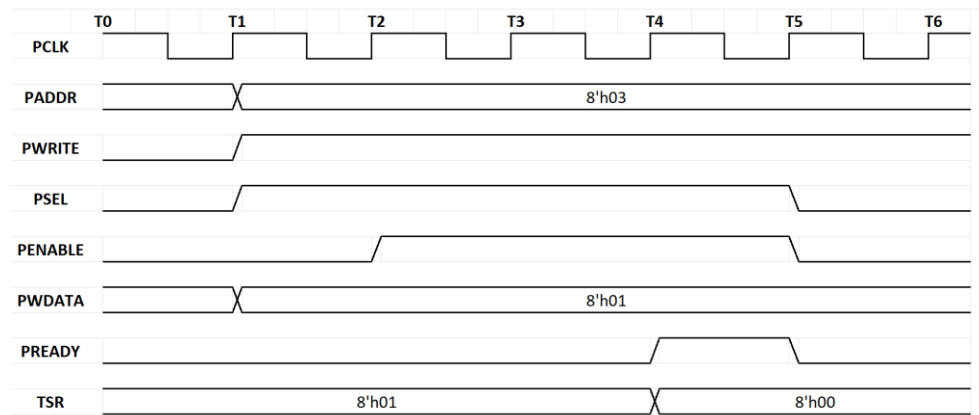 T0 T1 T2 T3 T4 T5 T6
PCLK
PADDR 8'h03
PWRITE
PSEL
PENABLE
PWDATA 8'h01
PREADY
TSR 8'h01 8'h00